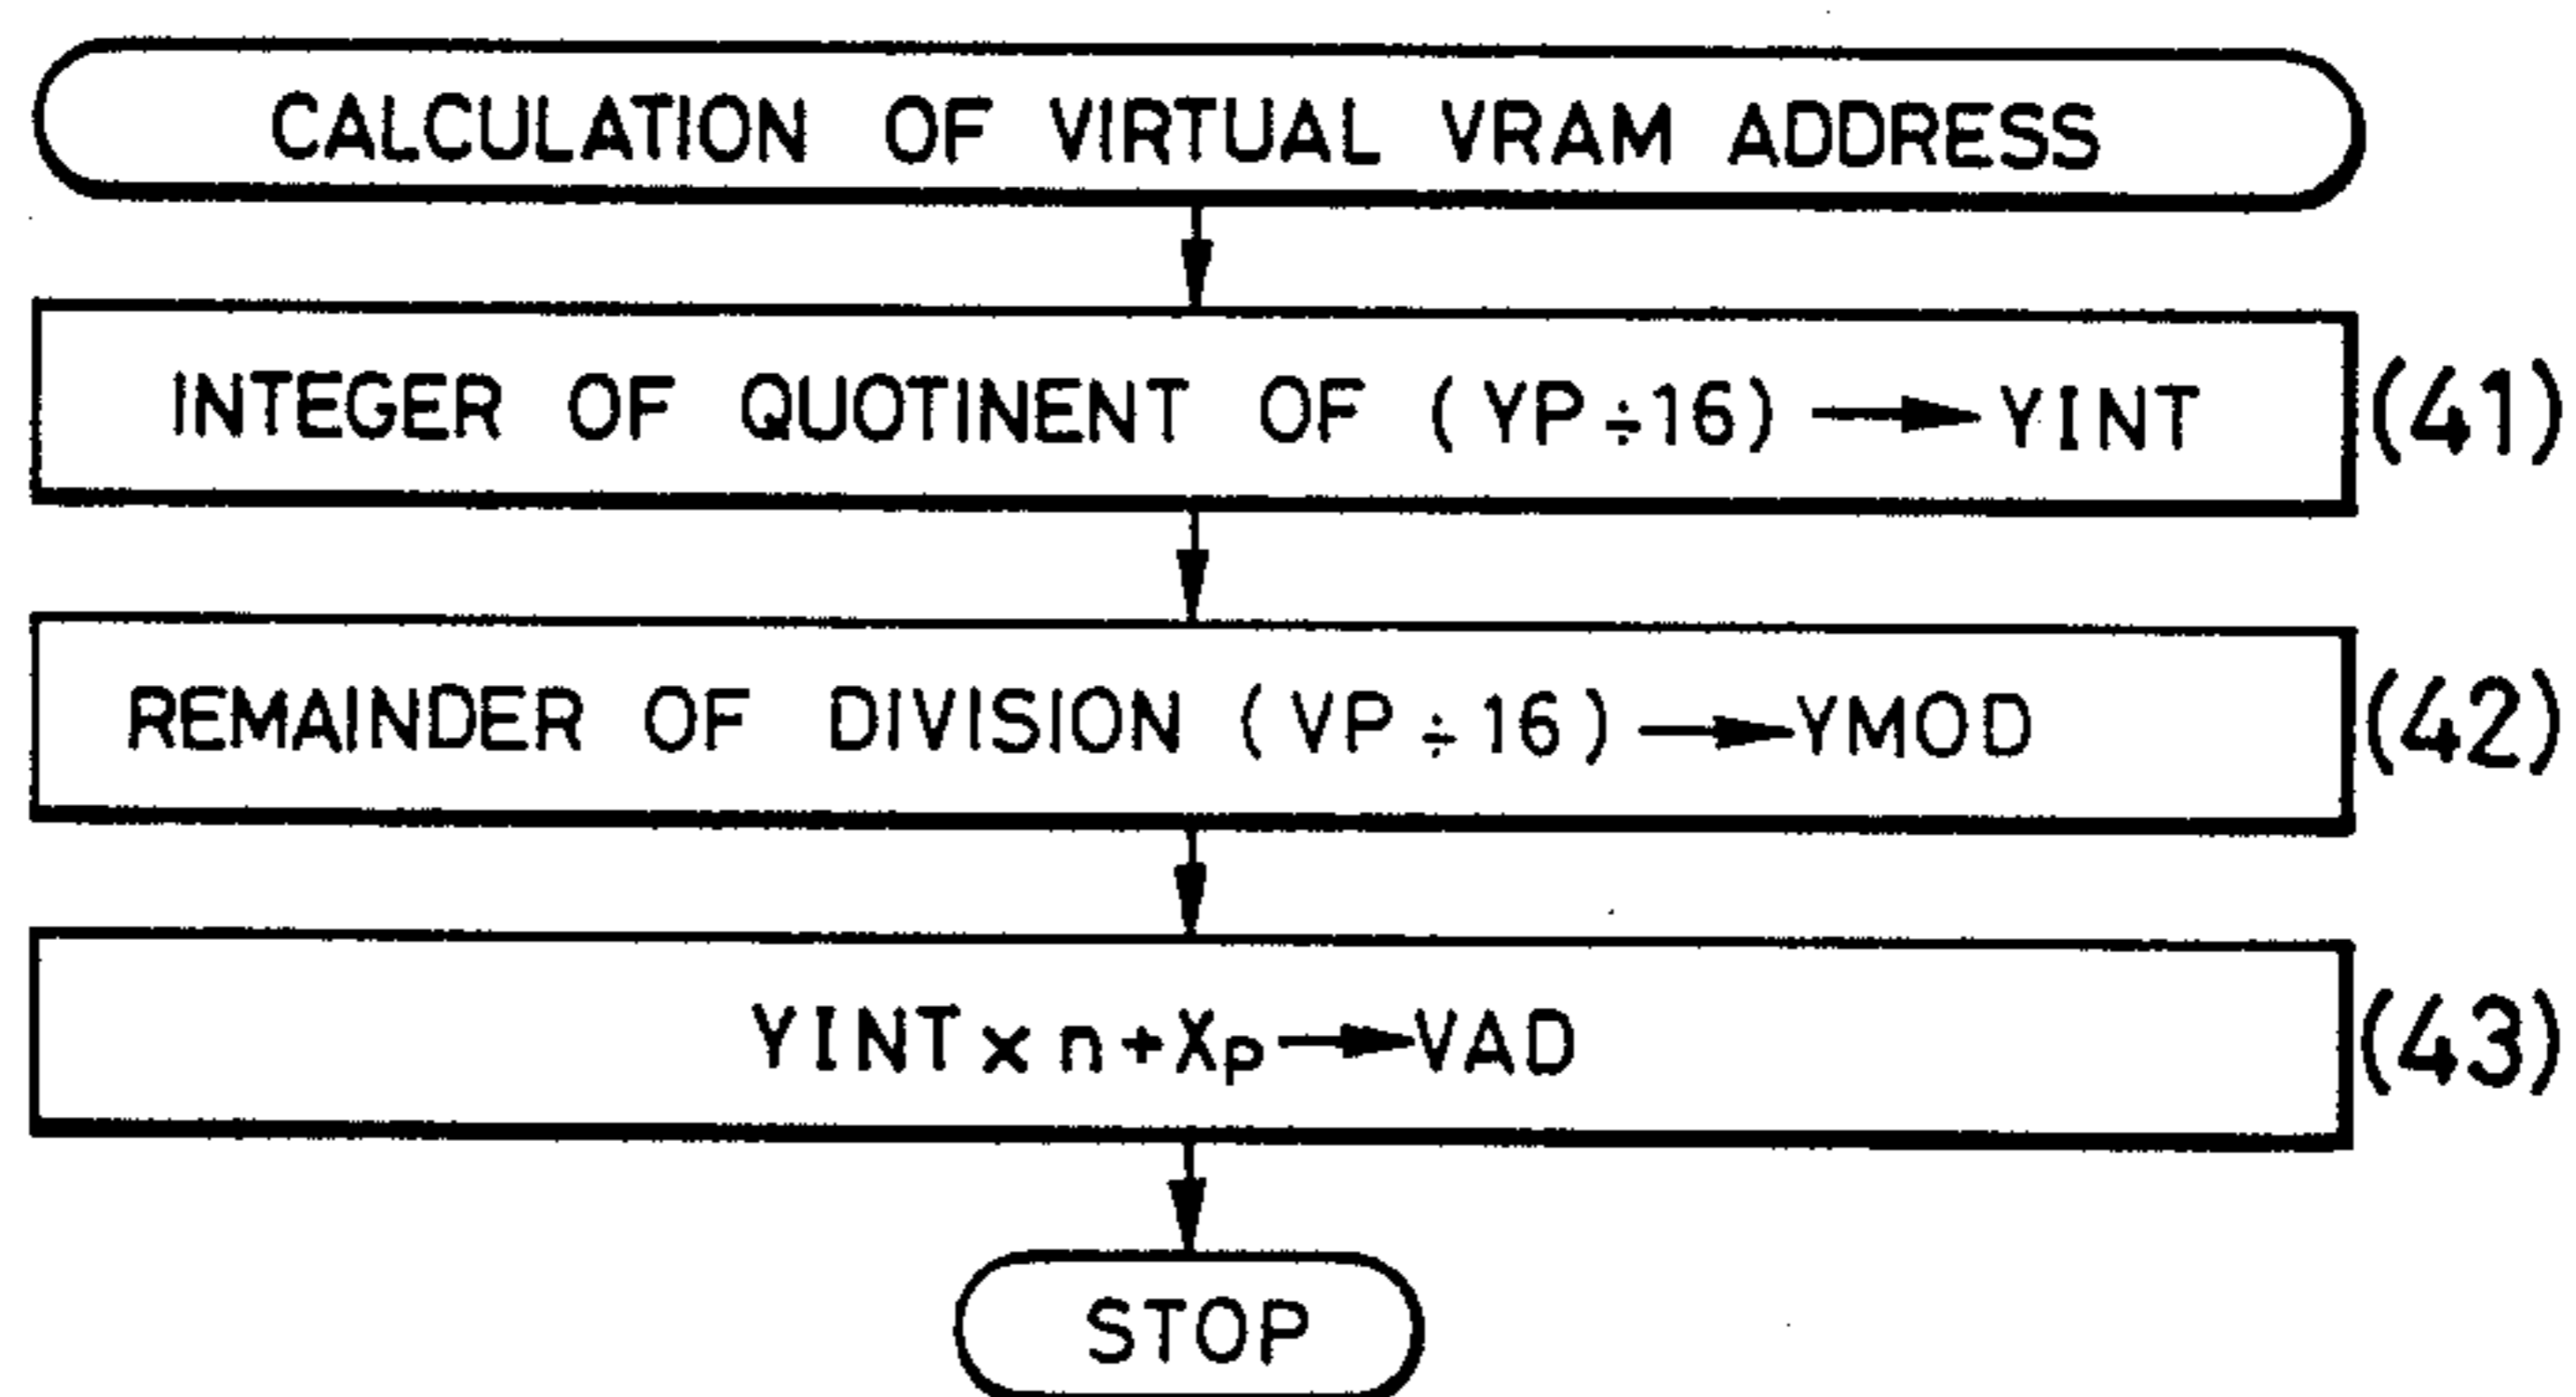 CALCULATION OF VIRTUAL VRAM ADDRESS
INTEGER OF QUOTINENT OF (YP÷16) → YINT (41)
REMAINDER OF DIVISION (VP÷16) → YMOD (42)
YINT × n + Xp → VAD (43)
STOP